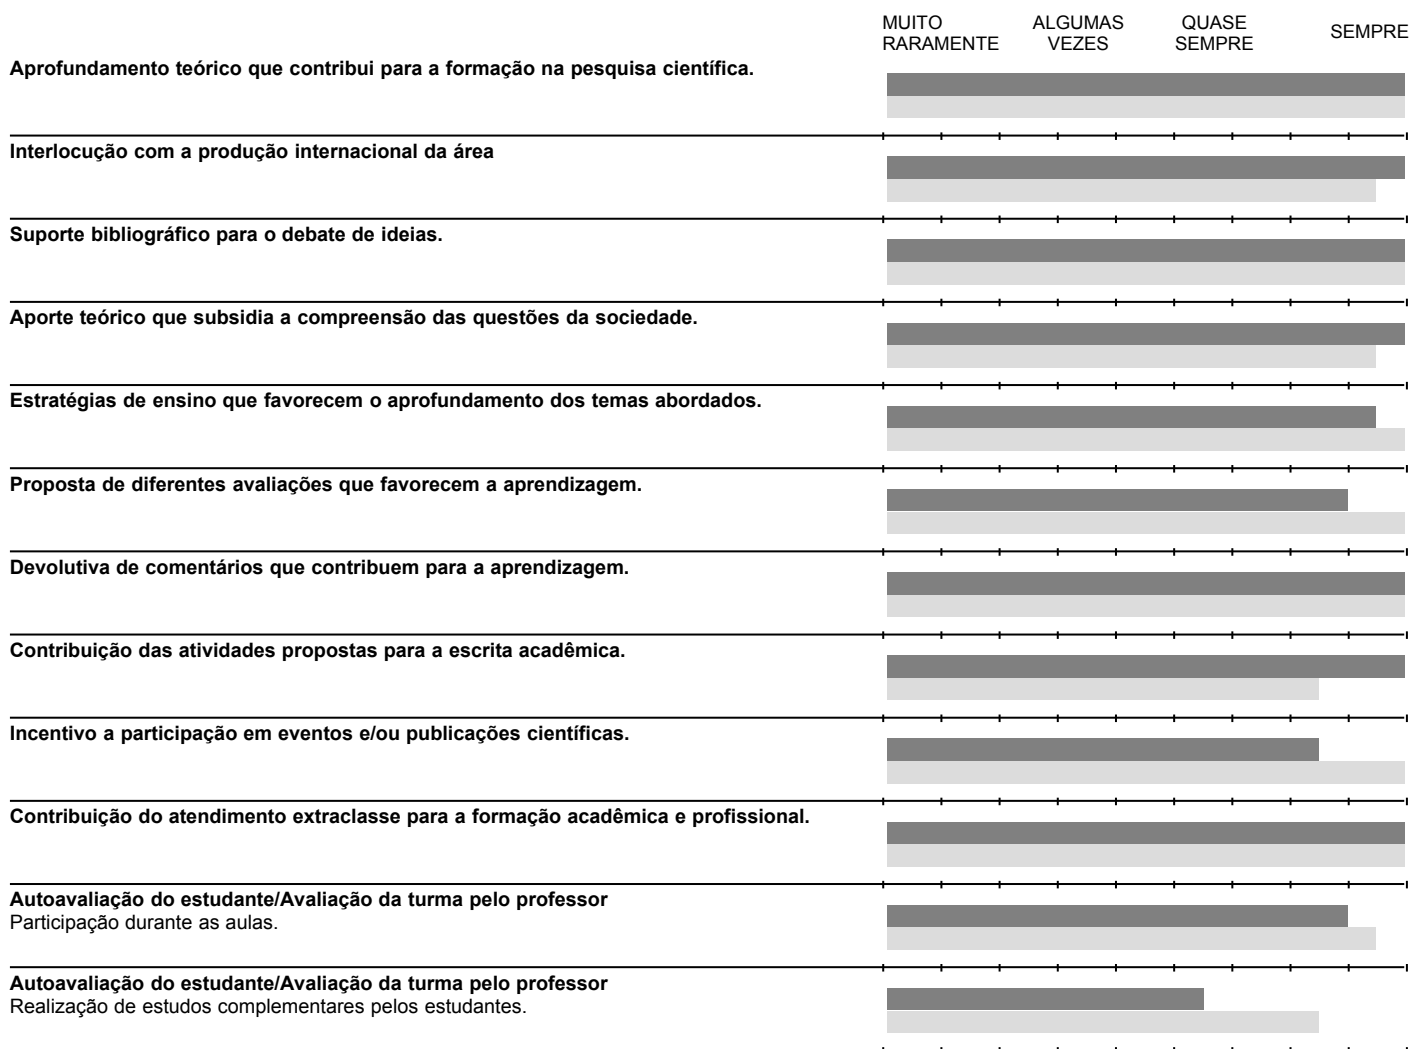 MUITO RARAMENTE
ALGUMAS VEZES
QUASE SEMPRE
SEMPRE
Aprofundamento teórico que contribui para a formação na pesquisa científica.
Interlocução com a produção internacional da área
Suporte bibliográfico para o debate de ideias.
Aporte teórico que subsidia a compreensão das questões da sociedade.
Estratégias de ensino que favorecem o aprofundamento dos temas abordados.
Proposta de diferentes avaliações que favorecem a aprendizagem.
Devolutiva de comentários que contribuem para a aprendizagem.
Contribuição das atividades propostas para a escrita acadêmica.
Incentivo a participação em eventos e/ou publicações científicas.
Contribuição do atendimento extraclasse para a formação acadêmica e profissional.
Autoavaliação do estudante/Avaliação da turma pelo professor
Participação durante as aulas.
Autoavaliação do estudante/Avaliação da turma pelo professor
Realização de estudos complementares pelos estudantes.